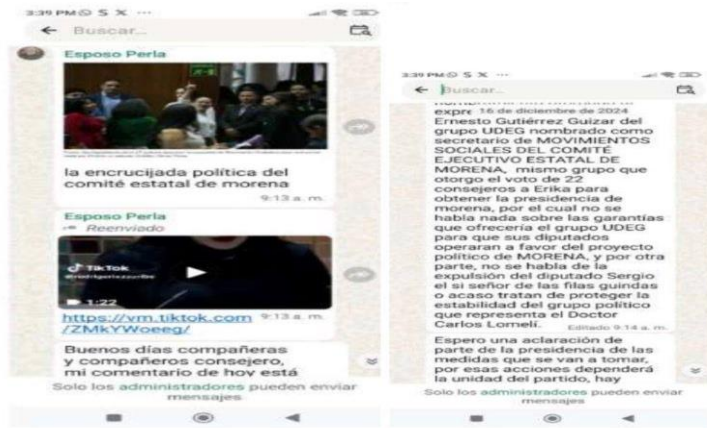 3:39 PM
Buscar...
Esposo Perla
la encrucijada política del
comité estatal de morena
9:13 a. m.
Esposo Perla
Reenviado
TikTok
1:22
https://vm.tiktok.com
/ZMkYWoeeg/
9:13 a. m.
Buenos días compañeras
y compañeros consejero,
mi comentario de hoy está
Solo los administradores pueden enviar
mensajes
3:39 PM
Buscar...
expre
16 de diciembre de 2024
Ernesto Gutiérrez Guizar del
grupo UDEG nombrado como
secretario de MOVIMIENTOS
SOCIALES DEL COMITÉ
EJECUTIVO ESTATAL DE
MORENA, mismo grupo que
otorgo el voto de 22
consejeros a Erika para
obtener la presidencia de
morena, por el cual no se
habla nada sobre las garantías
que ofrecería el grupo UDEG
para que sus diputados
operaran a favor del proyecto
político de MORENA, y por otra
parte, no se habla de la
expulsión del diputado Sergio
el si señor de las filas guindas
o acaso tratan de proteger la
estabilidad del grupo político
que representa el Doctor
Carlos Lomelí.
Editado 9:14 a. m.
Espero una aclaración de
parte de la presidencia de las
medidas que se van a tomar,
por esas acciones dependerá
la unidad del partido, hay
Solo los administradores pueden enviar
mensajes